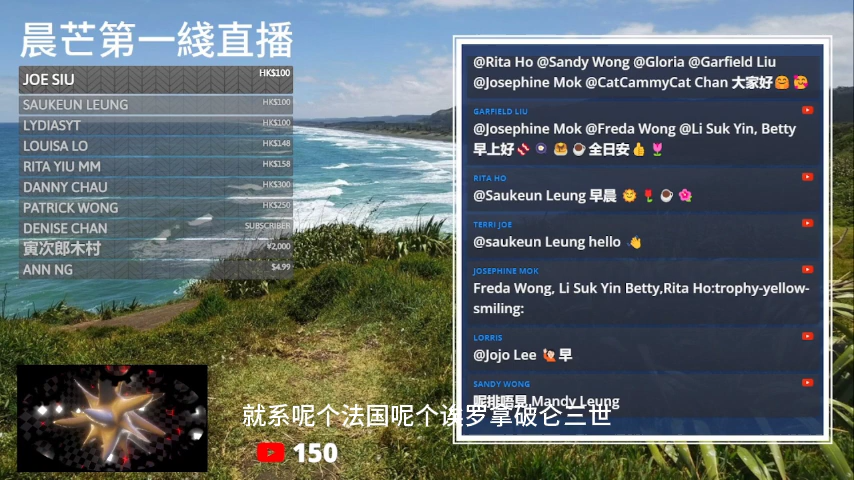 晨芒第一綫直播
JOE SIU HK$100
SAUKEUN LEUNG HK$100
LYDIASYT HK$100
LOUISA LO HK$148
RITA YIU MM HK$158
DANNY CHAU HK$300
PATRICK WONG HK$250
DENISE CHAN SUBSCRIBER
寅次郎木村 ¥2,000
ANN NG $4.99
@Rita Ho @Sandy Wong @Gloria @Garfield Liu
@Josephine Mok @CatCammyCat Chan 大家好🤗 🥰
GARFIELD LIU
@Josephine Mok @Freda Wong @Li Suk Yin, Betty
早上好 全日安👍🌷
RITA HO
@Saukeun Leung 早晨 🌞 🌹 ☕ 🌺
TERRI JOE
@saukeun Leung hello 👋
JOSEPHINE MOK
Freda Wong, Li Suk Yin Betty,Rita Ho:trophy-yellow-
smiling:
LORRIS
@Jojo Lee 🙋 早
SANDY WONG
呢排唔見,Mandy Leung
就系呢个法国呢个诶罗拿破仑三世
150